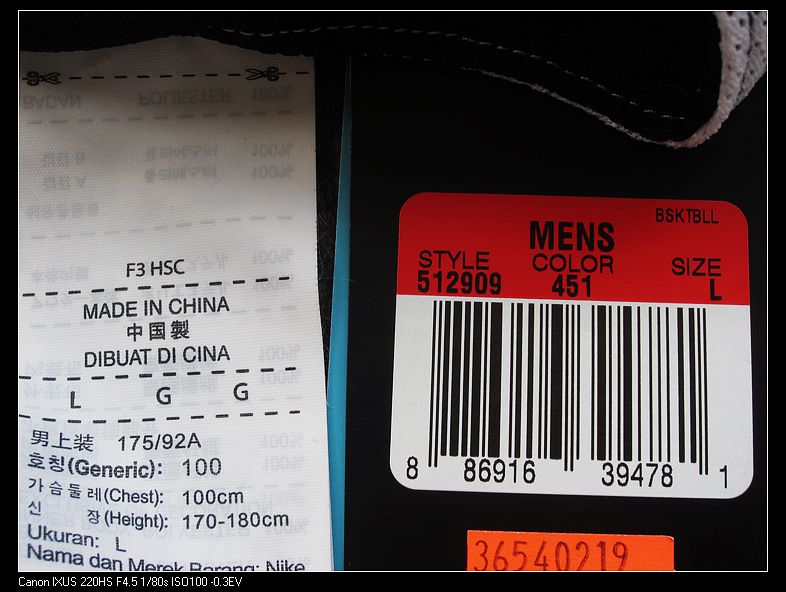 F3 HSC
MADE IN CHINA
中国製
DIBUAT DI CINA
L G G
男上装 175/92A
호칭(Generic): 100
가슴둘레(Chest): 100cm
신 장(Height): 170-180cm
Ukuran: L
Nama dan Merek Barang: Nike
BSKTBLL
MENS
STYLE COLOR SIZE
512909 451 L
8 86916 39478 1
36540219
Canon IXUS 220HS F4.5 1/80s ISO100 -0.3EV